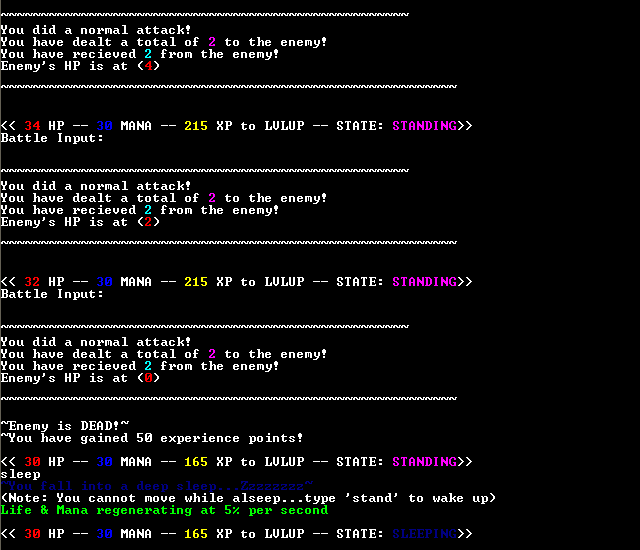 ~~~~~~~~~~~~~~~~~~~~~~~~~~~~~~~~~~~~~~~~~~~~~~~~~~~
You did a normal attack!
You have dealt a total of 2 to the enemy!
You have recieved 2 from the enemy!
Enemy's HP is at (4)
~~~~~~~~~~~~~~~~~~~~~~~~~~~~~~~~~~~~~~~~~~~~~~~~~~~~~~~~~
<< 34 HP -- 30 MANA -- 215 XP to LVLUP -- STATE: STANDING>>
Battle Input:
~~~~~~~~~~~~~~~~~~~~~~~~~~~~~~~~~~~~~~~~~~~~~~~~~~~
You did a normal attack!
You have dealt a total of 2 to the enemy!
You have recieved 2 from the enemy!
Enemy's HP is at (2)
~~~~~~~~~~~~~~~~~~~~~~~~~~~~~~~~~~~~~~~~~~~~~~~~~~~~~~~~~
<< 32 HP -- 30 MANA -- 215 XP to LVLUP -- STATE: STANDING>>
Battle Input:
~~~~~~~~~~~~~~~~~~~~~~~~~~~~~~~~~~~~~~~~~~~~~~~~~~~
You did a normal attack!
You have dealt a total of 2 to the enemy!
You have recieved 2 from the enemy!
Enemy's HP is at (0)
~~~~~~~~~~~~~~~~~~~~~~~~~~~~~~~~~~~~~~~~~~~~~~~~~~~~~~~~~
~Enemy is DEAD!~
~You have gained 50 experience points!
<< 30 HP -- 30 MANA -- 165 XP to LVLUP -- STATE: STANDING>>
sleep
~You fall into a deep sleep...Zzzzzzzz~
(Note: You cannot move while alseep...type 'stand' to wake up)
Life & Mana regenerating at 5% per second
<< 30 HP -- 30 MANA -- 165 XP to LVLUP -- STATE: SLEEPING>>